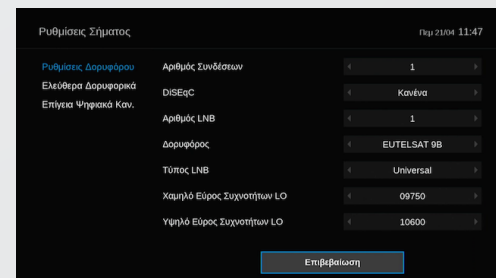 Ρυθμίσεις Σήματος Πεμ 21/04 11:47
Ρυθμίσεις Δορυφόρου Αριθμός Συνδέσεων 1
Ελεύθερα Δορυφορικά DiSEqC Κανένα
Επίγεια Ψηφιακά Καν. Αριθμός LNB 1
Δορυφόρος EUTELSAT 9B
Τύπος LNB Universal
Χαμηλό Εύρος Συχνοτήτων LO 09750
Υψηλό Εύρος Συχνοτήτων LO 10600
Επιβεβαίωση